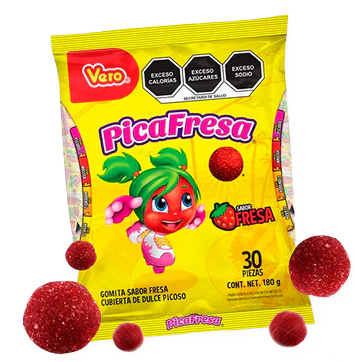 Vero
EXCESO CALORÍAS
EXCESO AZÚCARES
EXCESO SODIO
SECRETARÍA DE SALUD
PicaFresa
SABOR
FRESA
GOMITA SABOR FRESA
CUBIERTA DE DULCE PICOSO
30
PIEZAS
CONT. NET. 180 g
PicaFresa